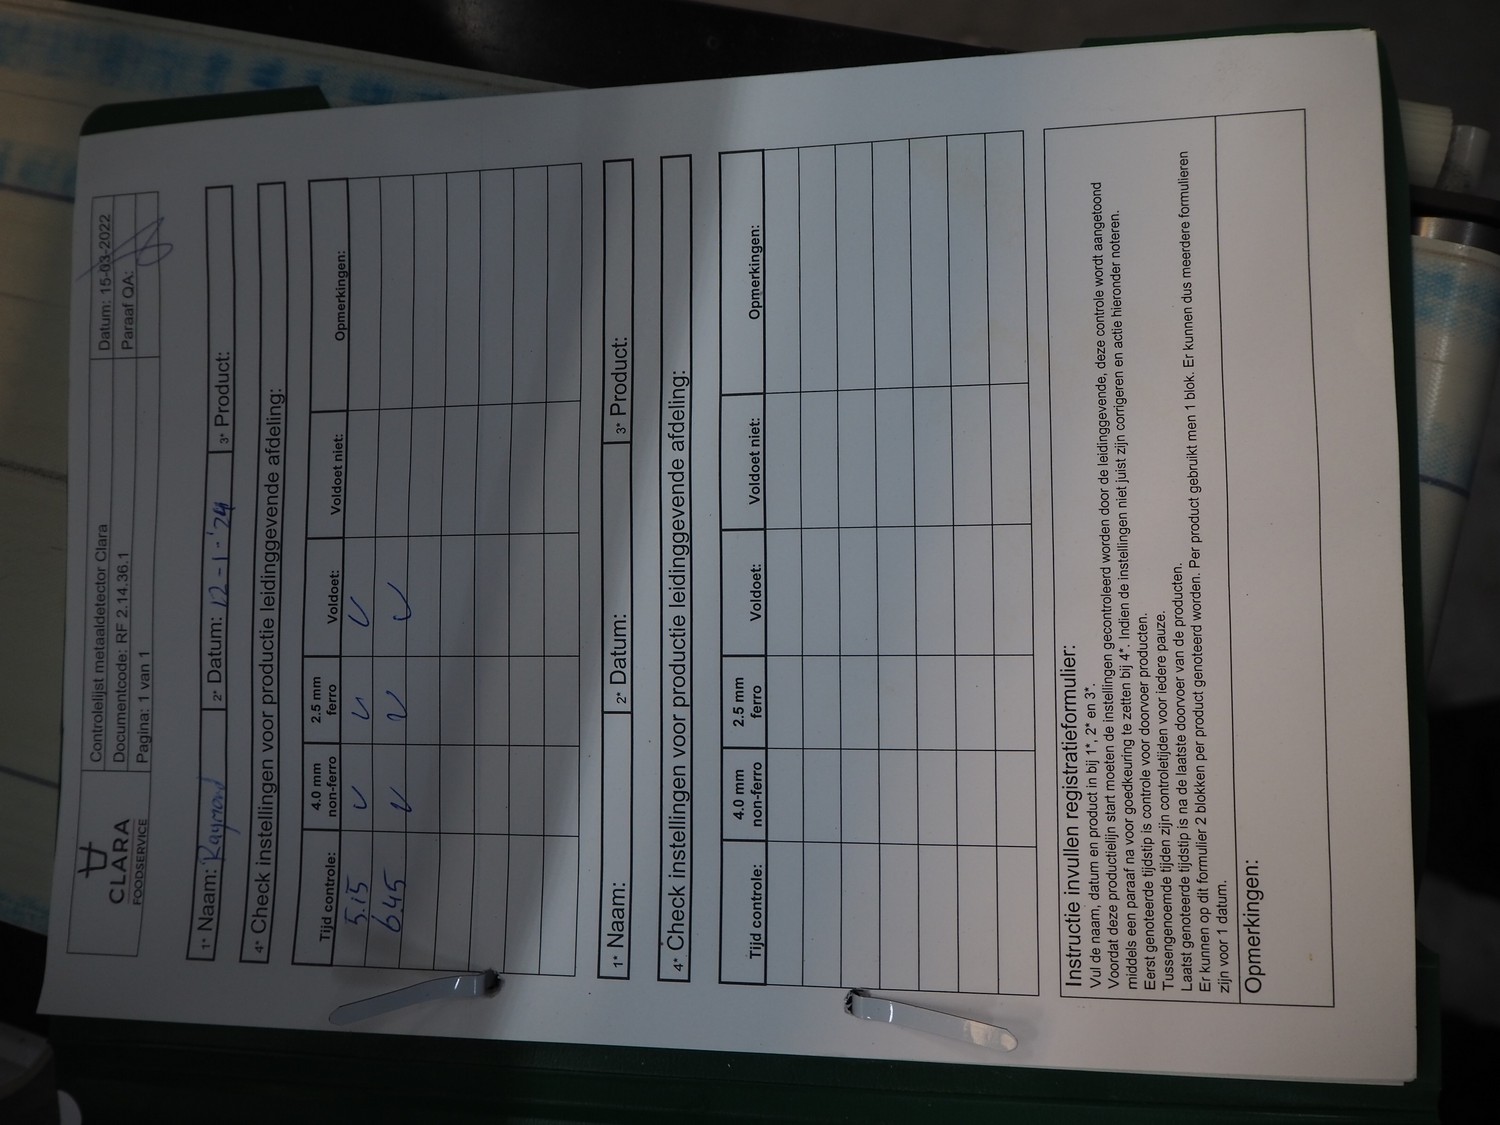 CLARA
FOODSERVICE
Controlelijst metaaldetector Clara
Documentcode: RF 2.14.36.1
Pagina: 1 van 1
Datum: 15-03-2022
Paraaf QA:
1* Naam: Raymond 2* Datum: 12-1-'24 3* Product:
4* Check instellingen voor productie leidinggevende afdeling:
Tijd controle: 4.0 mm non-ferro 2.5 mm ferro Voldoet: Voldoet niet: Opmerkingen:
5.15 ✓ ✓ ✓
6.45 ✓ ✓ ✓
1* Naam: 2* Datum: 3* Product:
4* Check instellingen voor productie leidinggevende afdeling:
Tijd controle: 4.0 mm non-ferro 2.5 mm ferro Voldoet: Voldoet niet: Opmerkingen:
Instructie invullen registratieformulier:
Vul de naam, datum en product in bij 1*, 2* en 3*.
Voordat deze productielijn start moeten de instellingen gecontroleerd worden door de leidinggevende, deze controle wordt aangetoond
middels een paraaf na voor goedkeuring te zetten bij 4*. Indien de instellingen niet juist zijn corrigeren en actie hieronder noteren.
Eerst genoteerde tijdstip is controle voor doorvoer producten.
Tussengenoemde tijden zijn controletijden voor iedere pauze.
Laatst genoteerde tijdstip is na de laatste doorvoer van de producten.
Er kunnen op dit formulier 2 blokken per product genoteerd worden. Per product gebruikt men 1 blok. Er kunnen dus meerdere formulieren
zijn voor 1 datum.
Opmerkingen: